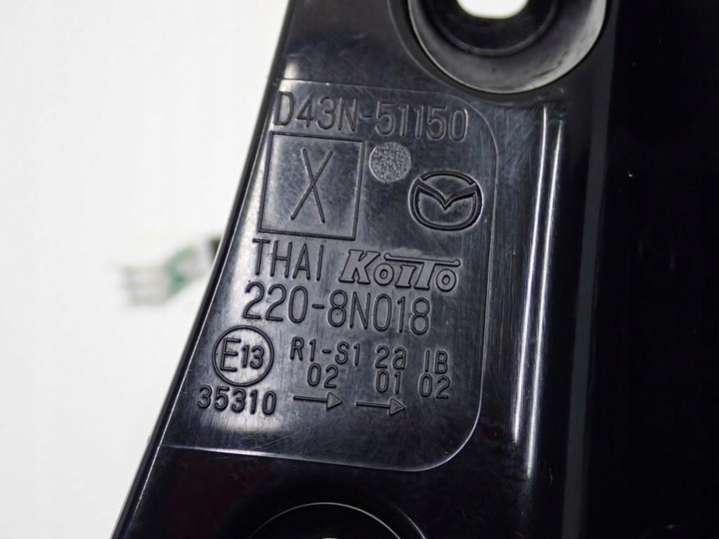 D43N-51150
X
THAI KOITO
220-8N018
E13 R1-S1 2a IB
02 01 02
35310 → →